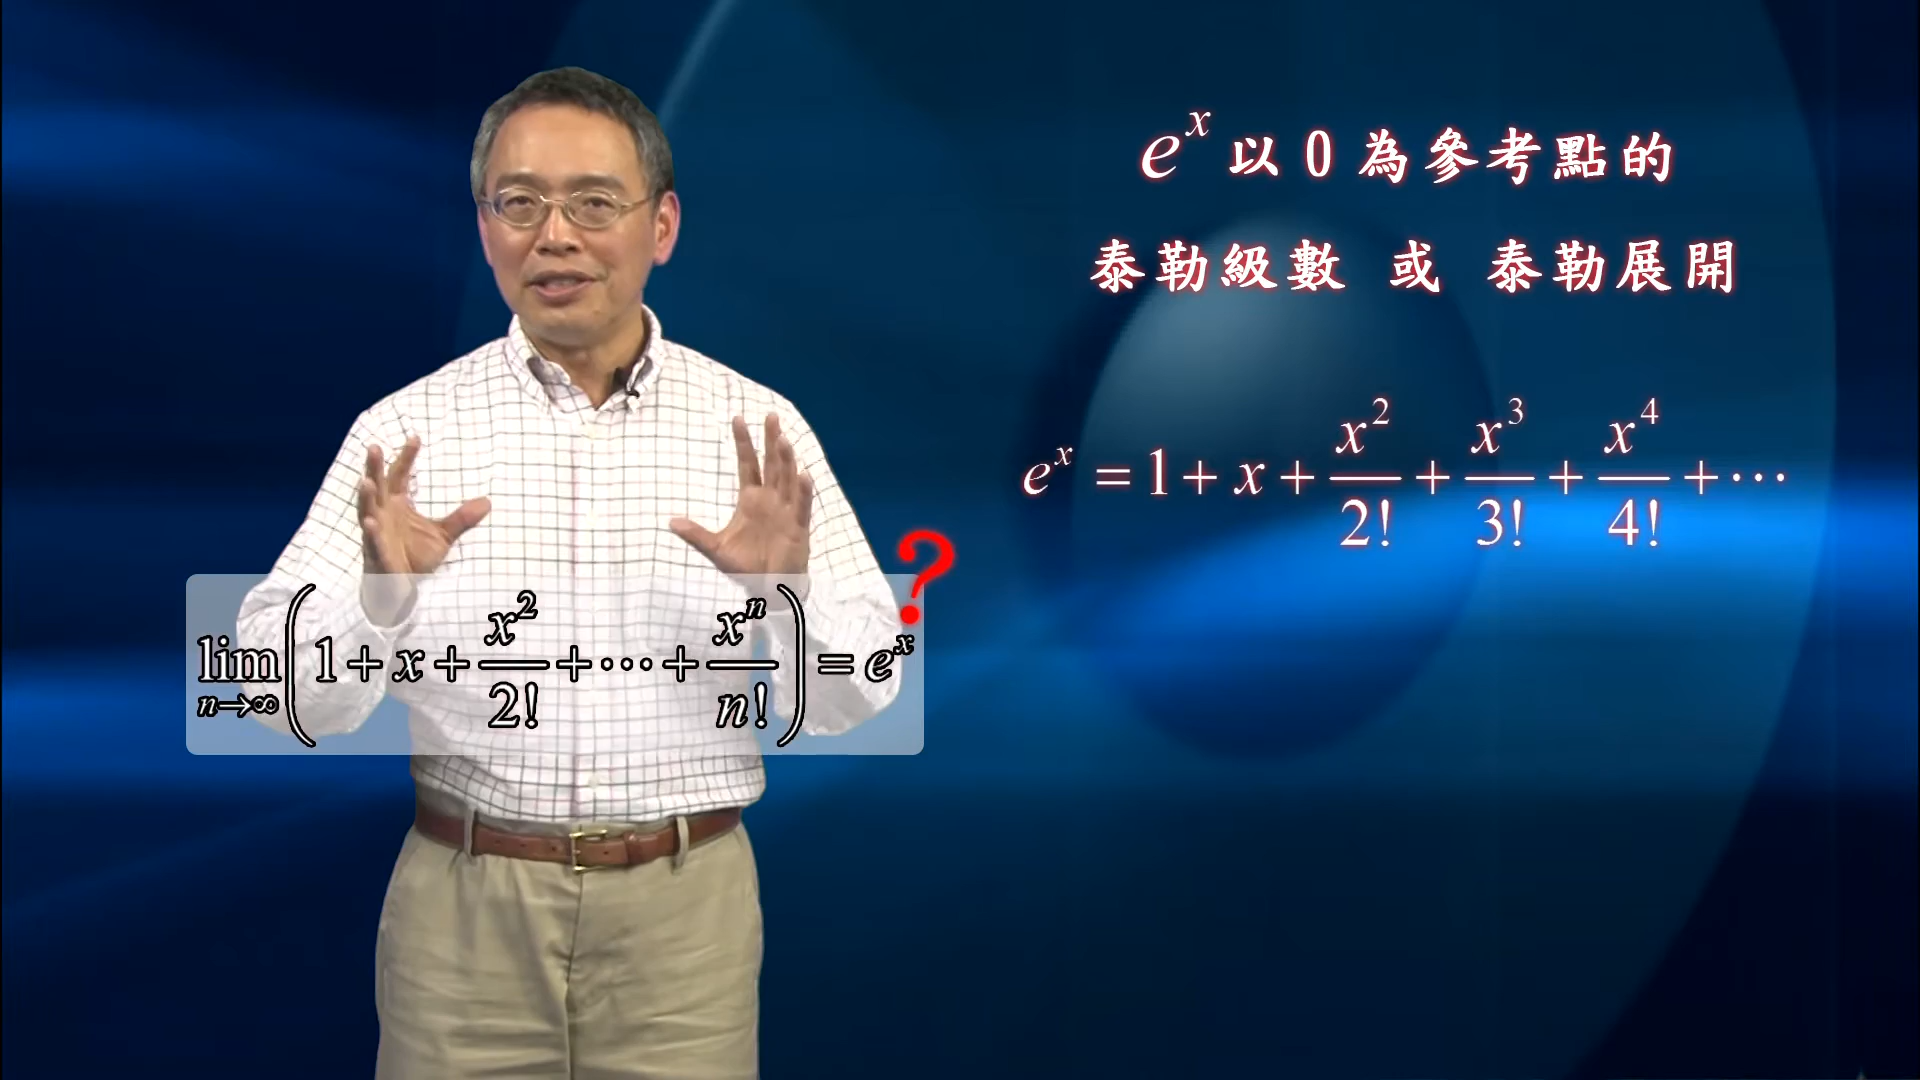 e^x 以 0 為參考點的
泰勒級數 或 泰勒展開
e^x = 1 + x + x^2/2! + x^3/3! + x^4/4! + ⋯
?
lim n→∞ (1 + x + x^2/2! + ⋯ + x^n/n!) = e^x